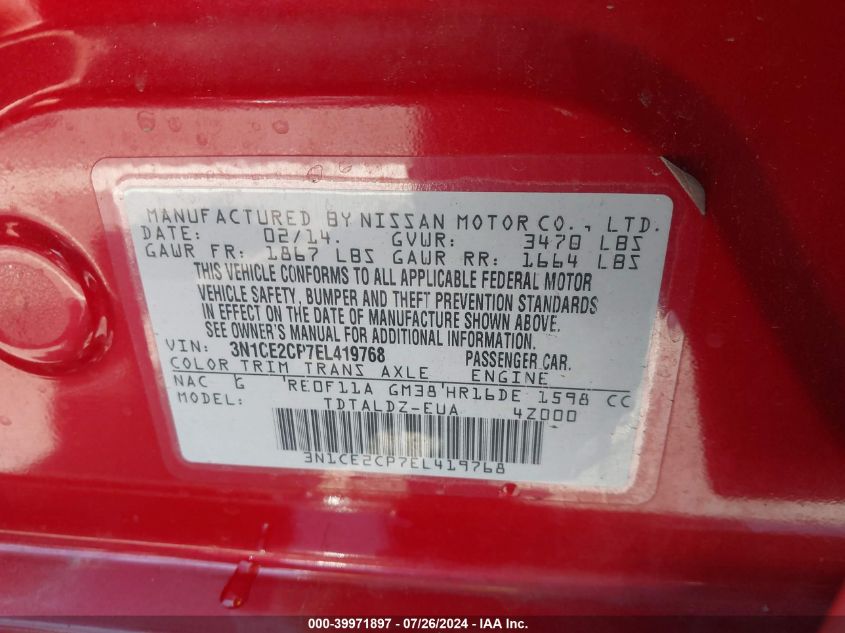 MANUFACTURED BY NISSAN MOTOR CO., LTD.
DATE: 02/14. GVWR: 3470 LBS
GAWR FR: 1867 LBS GAWR RR: 1664 LBS
THIS VEHICLE CONFORMS TO ALL APPLICABLE FEDERAL MOTOR
VEHICLE SAFETY, BUMPER AND THEFT PREVENTION STANDARDS
IN EFFECT ON THE DATE OF MANUFACTURE SHOWN ABOVE.
SEE OWNER'S MANUAL FOR ADDITIONAL INFORMATION.
VIN: 3N1CE2CP7EL419768 PASSENGER CAR.
COLOR TRIM TRANS AXLE ENGINE
NAC G 'RE0F11A GM38'HR16DE 1598 CC
MODEL: TDTALDZ-EUA 4Z000
3N1CE2CP7EL419768
000-39971897 - 07/26/2024 - IAA Inc.